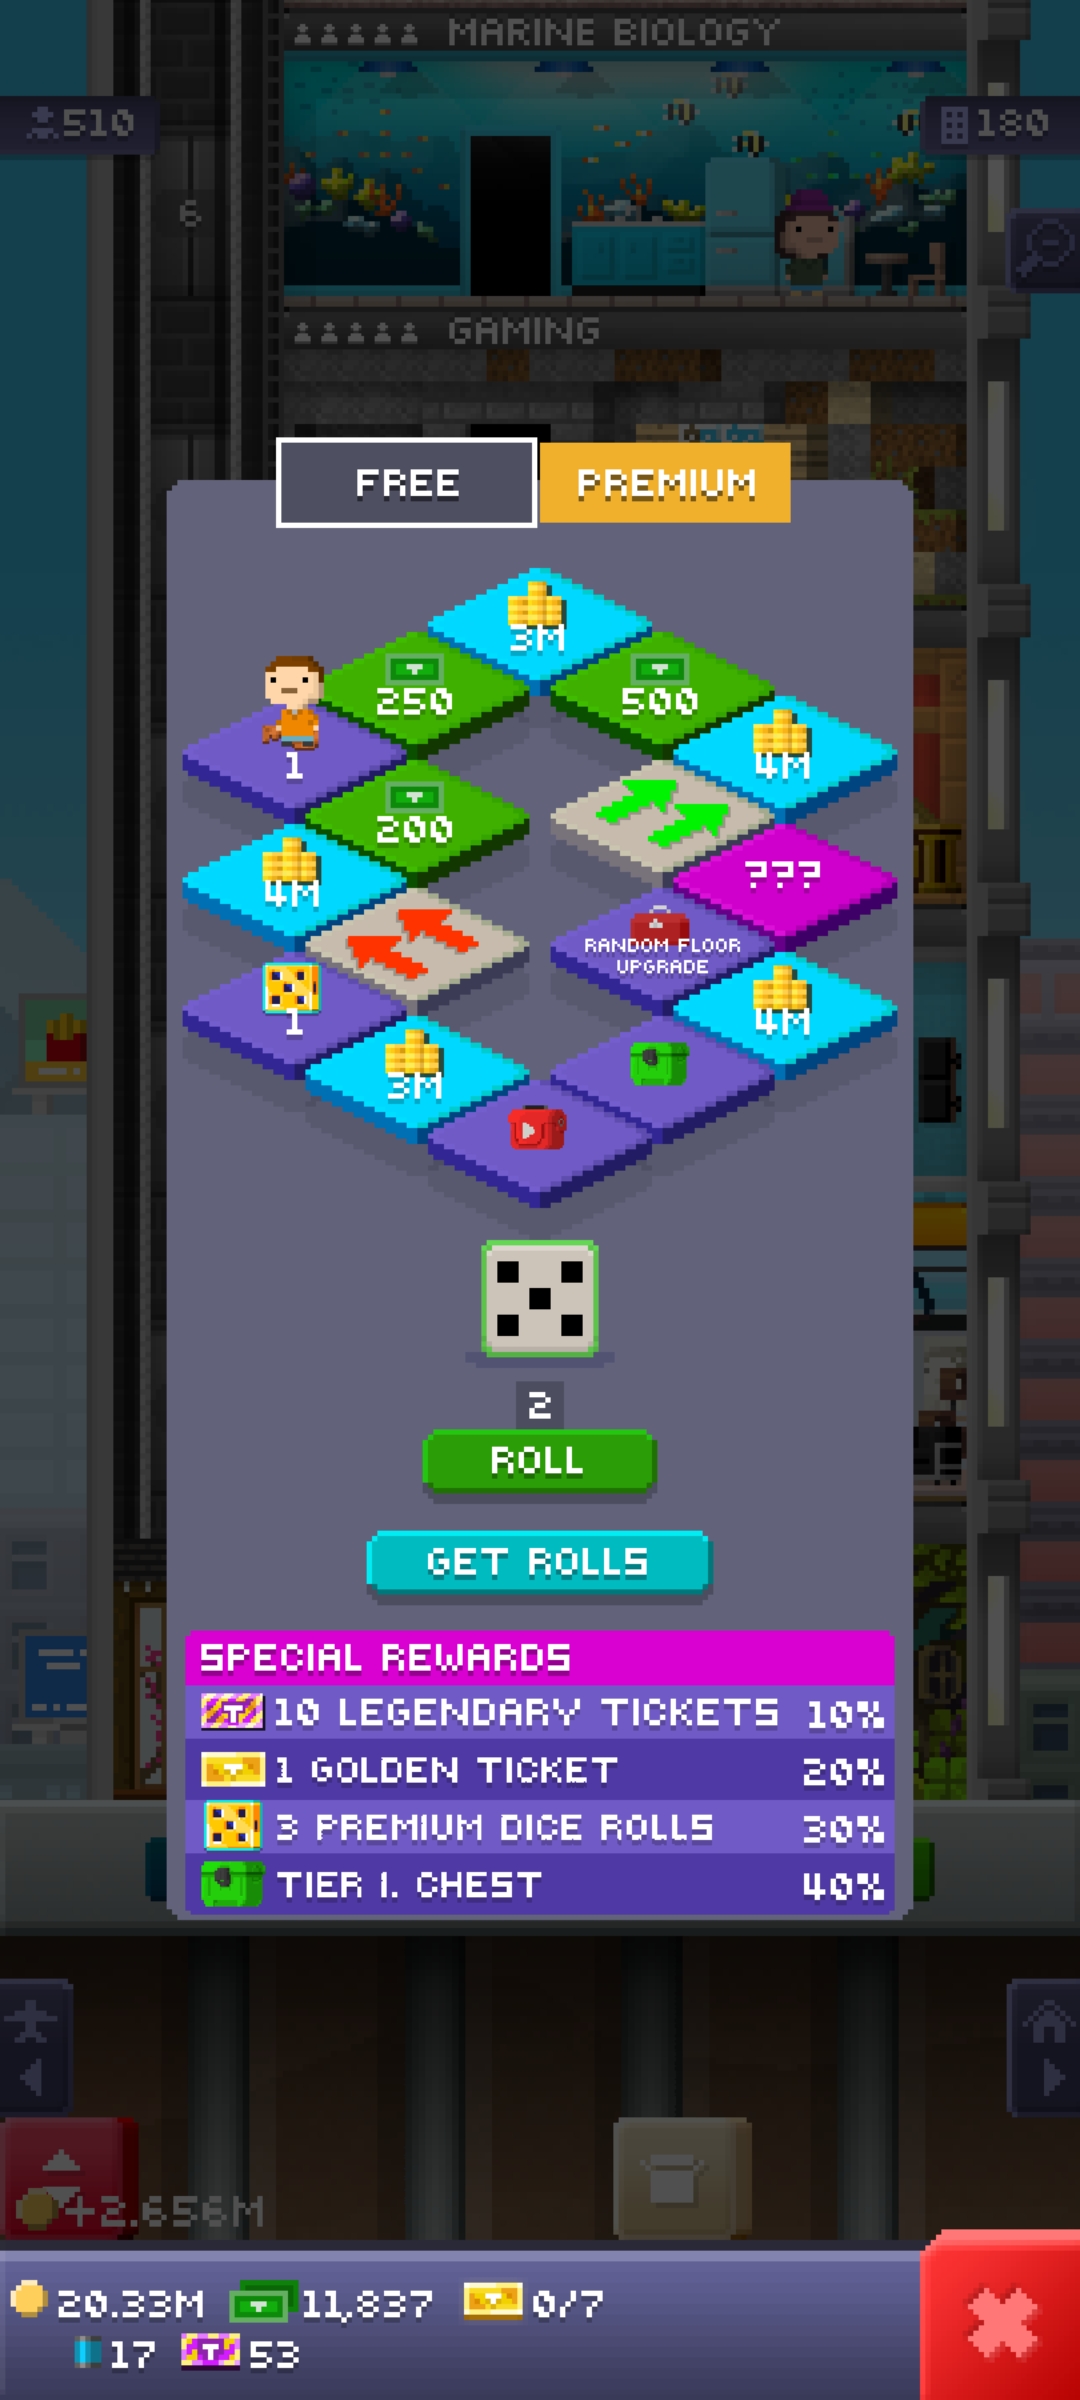 MARINE BIOLOGY
510
180
6
GAMING
FREE
PREMIUM
3M
250
500
1
4M
200
4M
???
RANDOM FLOOR
UPGRADE
1
4M
3M
2
ROLL
GET ROLLS
SPECIAL REWARDS
10 LEGENDARY TICKETS 10%
1 GOLDEN TICKET 20%
3 PREMIUM DICE ROLLS 30%
TIER 1. CHEST 40%
+2.656M
20.33M 11,837 0/7
17 53